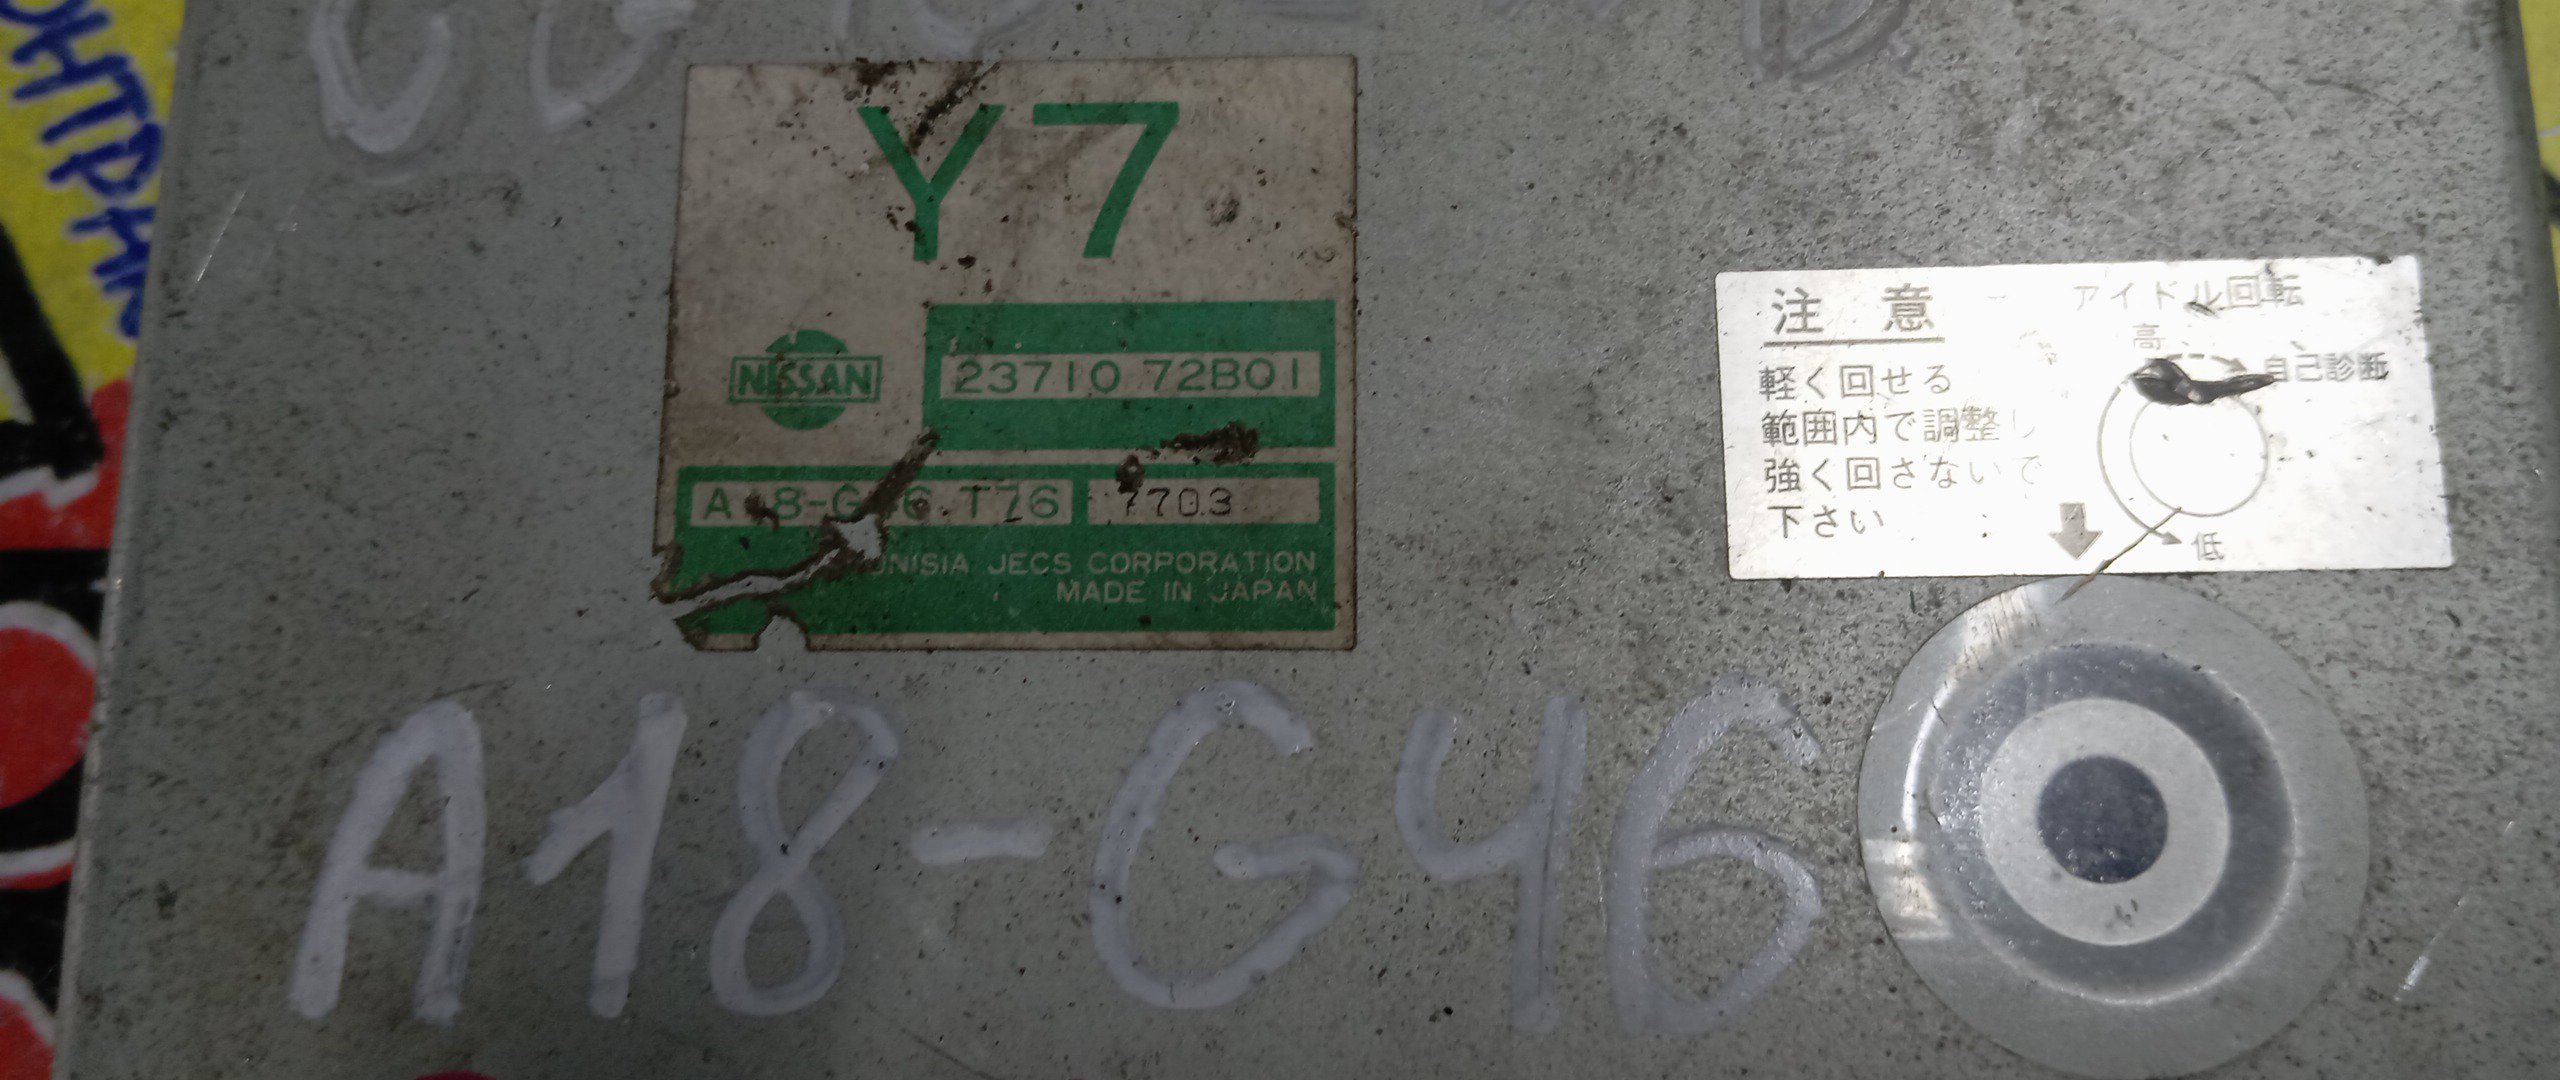 Y7
NISSAN
23710 72B01
7703
UNISIA JECS CORPORATION
MADE IN JAPAN
注 意
アイドル回転
高
自己診断
軽く回せる
範囲内で調整し
強く回さないで
下さい
低
A18-G46